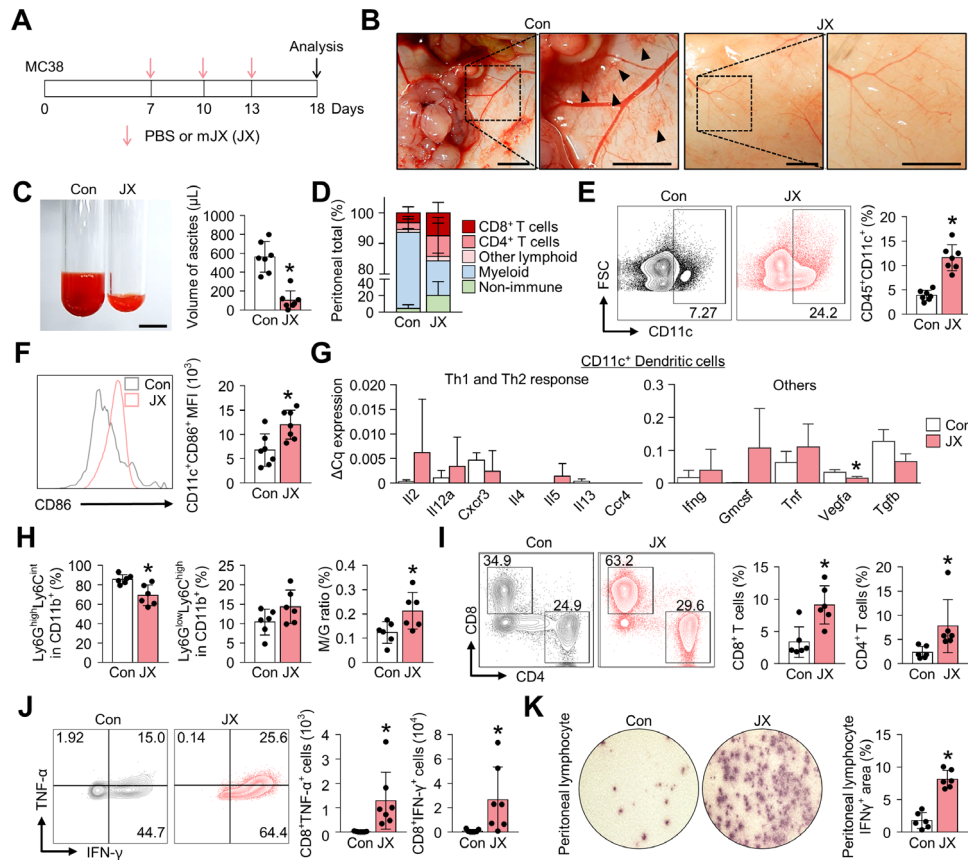 A
Analysis
MC38
0
7
10
13
18
Days
PBS or mJX (JX)
B
Con
JX
C
Con
JX
Volume of ascites (µL)
1000
800
600
400
200
0
Con
JX
D
Peritoneal total (%)
100
90
80
20
0
Con
JX
CD8+ T cells
CD4+ T cells
Other lymphoid
Myeloid
Non-immune
E
Con
JX
FSC
CD11c
7.27
24.2
CD45+CD11c+ (%)
20
15
10
5
0
Con
JX
F
Con
JX
CD86
CD11c+CD86+ MFI (10³)
20
15
10
5
0
*
Con
JX
G
CD11c+ Dendritic cells
Th1 and Th2 response
Others
ΔCq expression
0.020
0.015
0.010
0.005
0
Il2
Il12a
Cxcr3
Il4
Il5
Il13
Ccr4
0.3
0.2
0.1
0
Ifng
Gmcsf
Tnf
Vegfa
Tgfb
*
Con
JX
H
Ly6GhighLy6Cint
in CD11b+ (%)
100
80
60
40
20
0
*
Con
JX
Ly6GlowLy6Chigh
in CD11b+ (%)
25
20
15
10
5
0
Con
JX
M/G ratio (%)
0.4
0.3
0.2
0.1
0
*
Con
JX
I
Con
JX
34.9
24.9
63.2
29.6
CD8
CD4
CD8+T cells (%)
15
10
5
0
*
Con
JX
CD4+T cells (%)
15
10
5
0
*
Con
JX
J
Con
JX
1.92
15.0
44.7
0.14
25.6
64.4
TNF-α
IFN-γ
CD8+TNF-α+ cells (10³)
4
3
2
1
0
*
Con
JX
CD8+IFN-γ+ cells (10⁴)
6
4
2
0
*
Con
JX
K
Con
JX
Peritoneal lymphocyte
Peritoneal lymphocyte
IFNγ+ area (%)
15
10
5
0
*
Con
JX